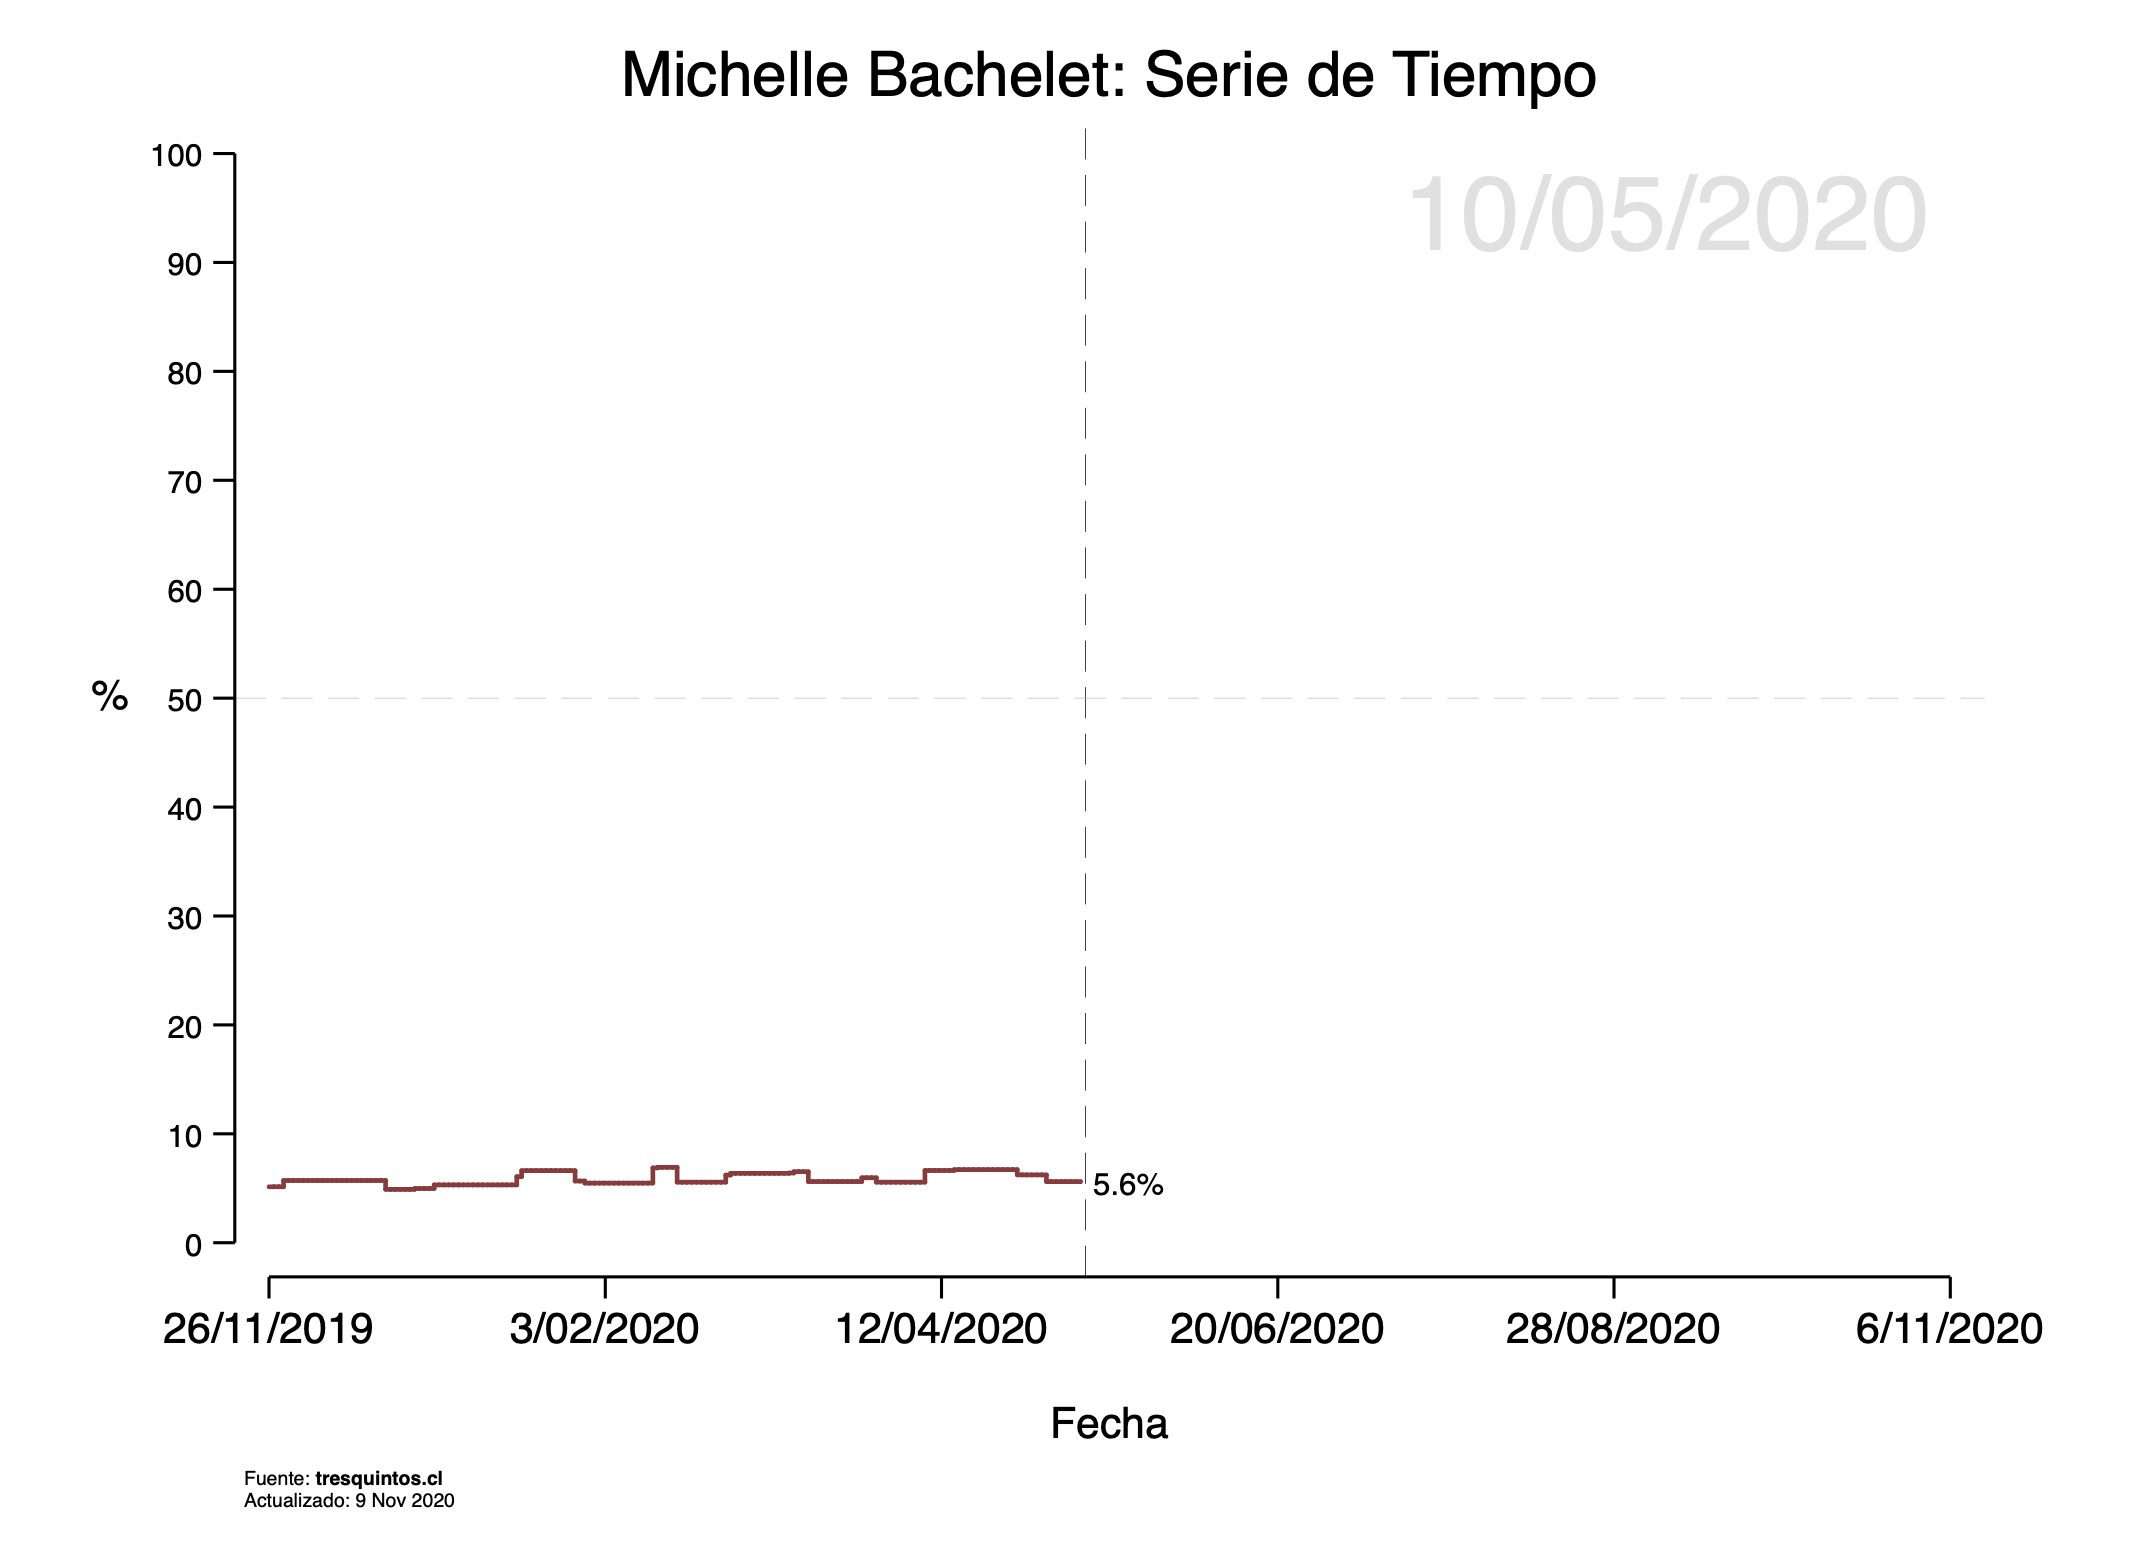 Michelle Bachelet: Serie de Tiempo
10/05/2020
100
90
80
70
60
%
50
40
30
20
10
0
5.6%
26/11/2019 3/02/2020 12/04/2020 20/06/2020 28/08/2020 6/11/2020
Fecha
Fuente: tresquintos.cl
Actualizado: 9 Nov 2020